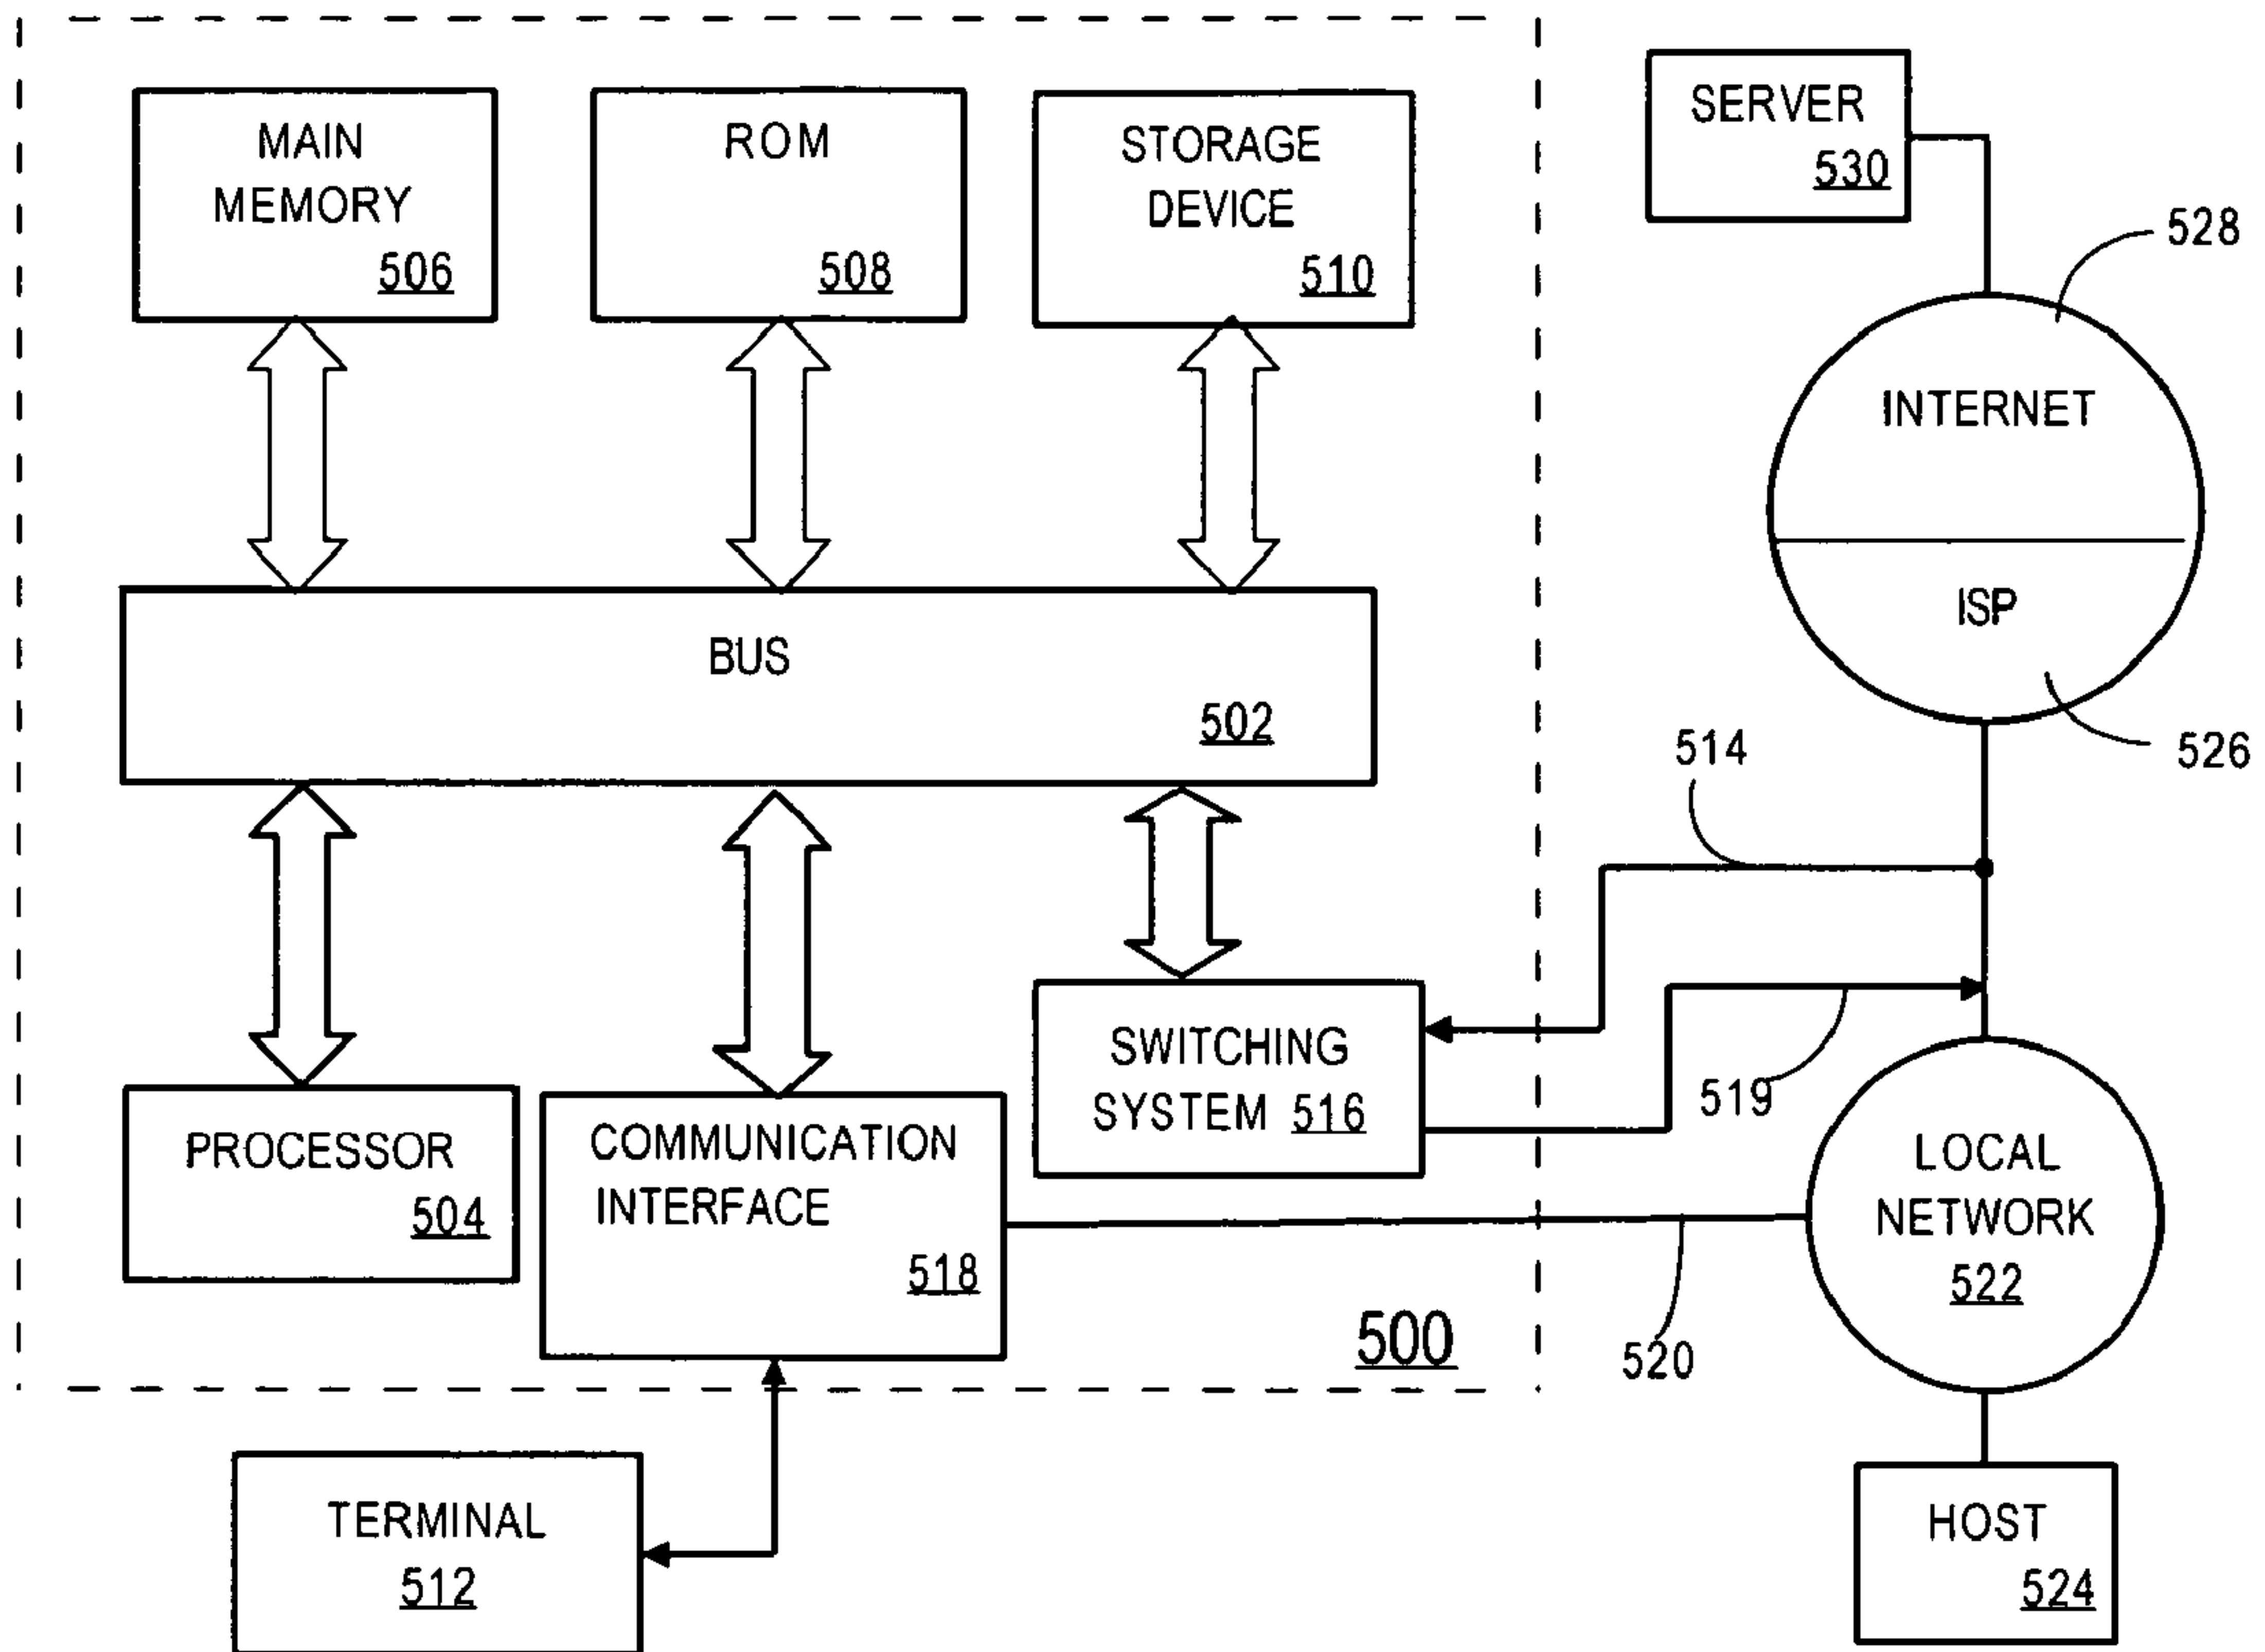 MAIN
MEMORY
506
ROM
508
STORAGE
DEVICE
510
SERVER
530
528
INTERNET
ISP
526
BUS
502
514
SWITCHING
SYSTEM 516
519
PROCESSOR
504
COMMUNICATION
INTERFACE
518
LOCAL
NETWORK
522
500
520
TERMINAL
512
HOST
524